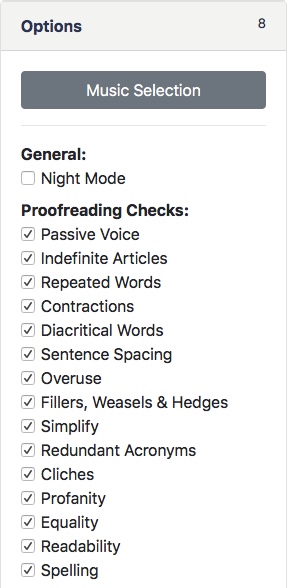 Options 8
Music Selection
General:
Night Mode
Proofreading Checks:
Passive Voice
Indefinite Articles
Repeated Words
Contractions
Diacritical Words
Sentence Spacing
Overuse
Fillers, Weasels & Hedges
Simplify
Redundant Acronyms
Cliches
Profanity
Equality
Readability
Spelling